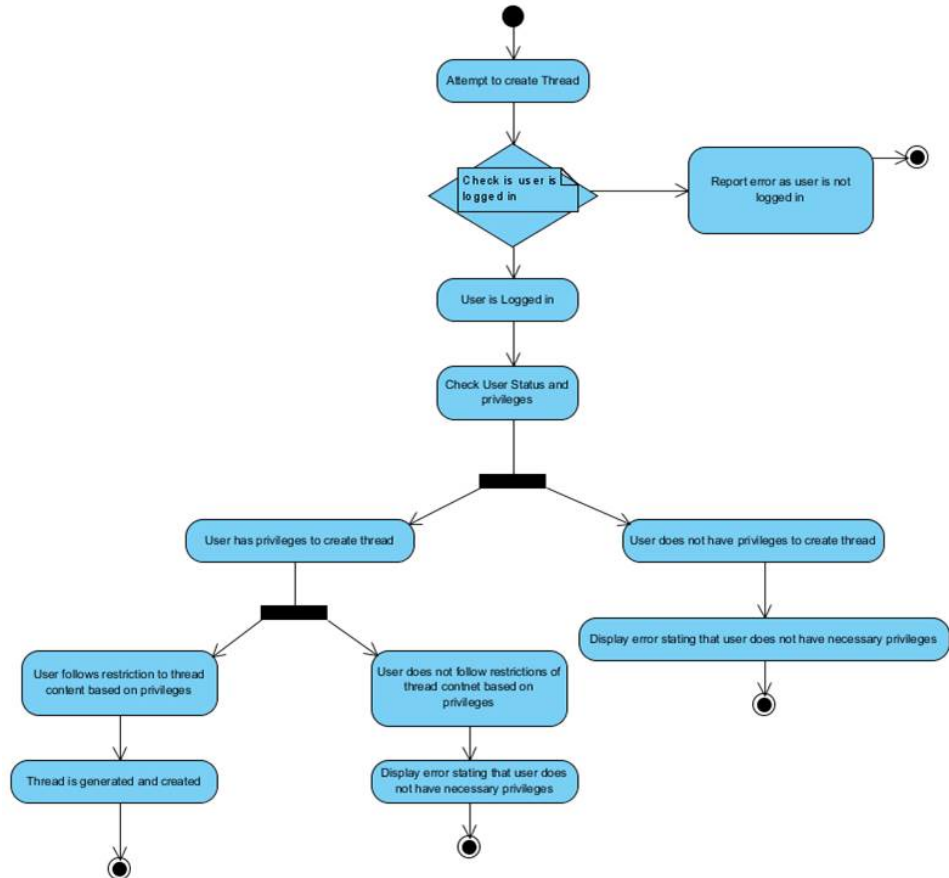 Attempt to create Thread
Check is user is
logged in
Report error as user is not
logged in
User is Logged in
Check User Status and
privileges
User has privileges to create thread
User does not have privileges to create thread
Display error stating that user does not have necessary privileges
User follows restriction to thread
content based on privileges
User does not follow restrictions of
thread contnet based on
privileges
Thread is generated and created
Display error stating that user does
not have necessary privileges